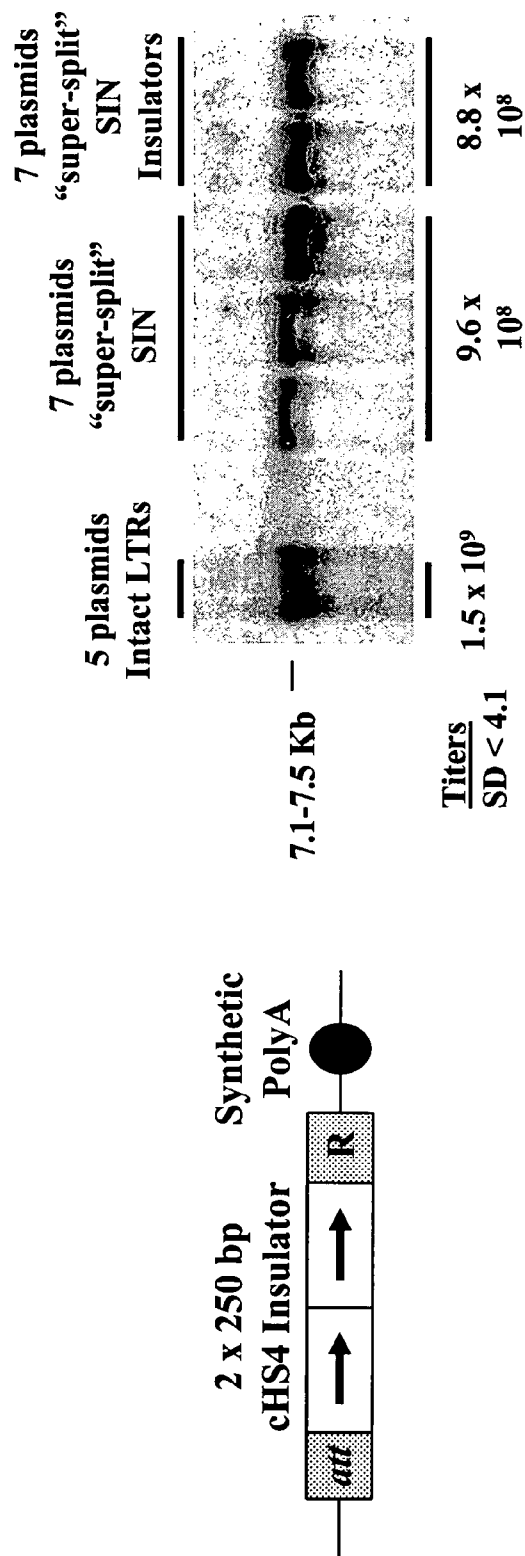 2 x 250 bp
cHS4 Insulator
Synthetic
PolyA
att
R
5 plasmids
Intact LTRs
7 plasmids
“super-split”
SIN
7 plasmids
“super-split”
SIN
Insulators
7.1-7.5 Kb
Titers
SD < 4.1
1.5 x 10⁹
9.6 x
10⁸
8.8 x
10⁸